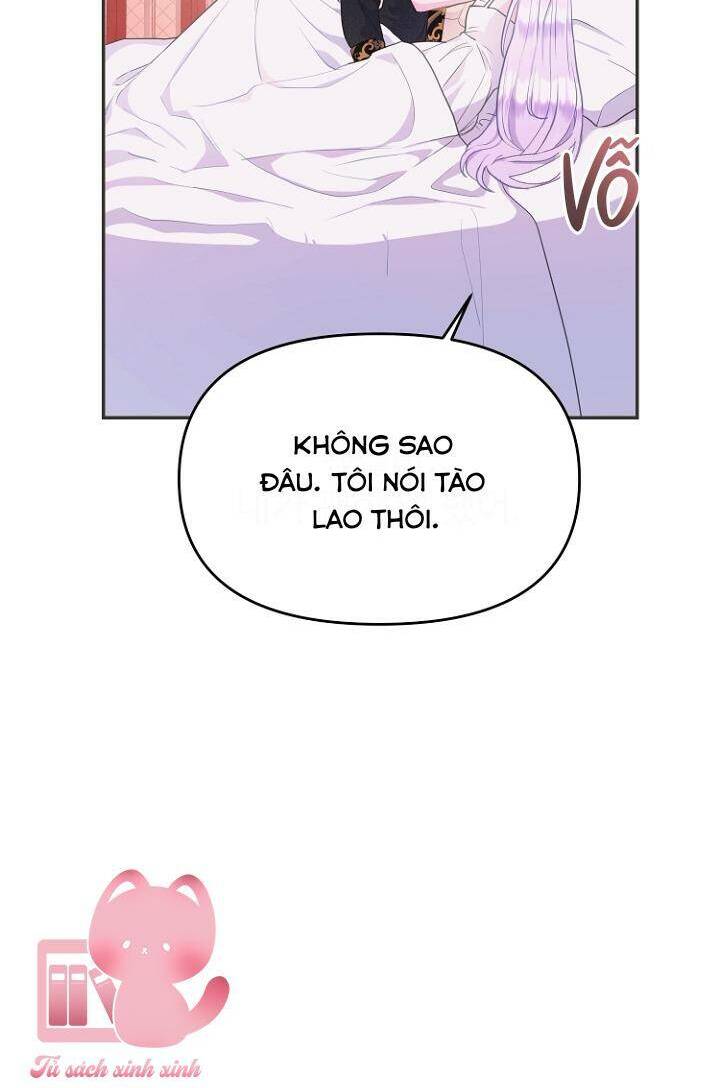 VỖ
KHÔNG SAO
ĐÂU. TÔI NÓI TÀO
LAO THÔI.
Tủ sách xinh xinh